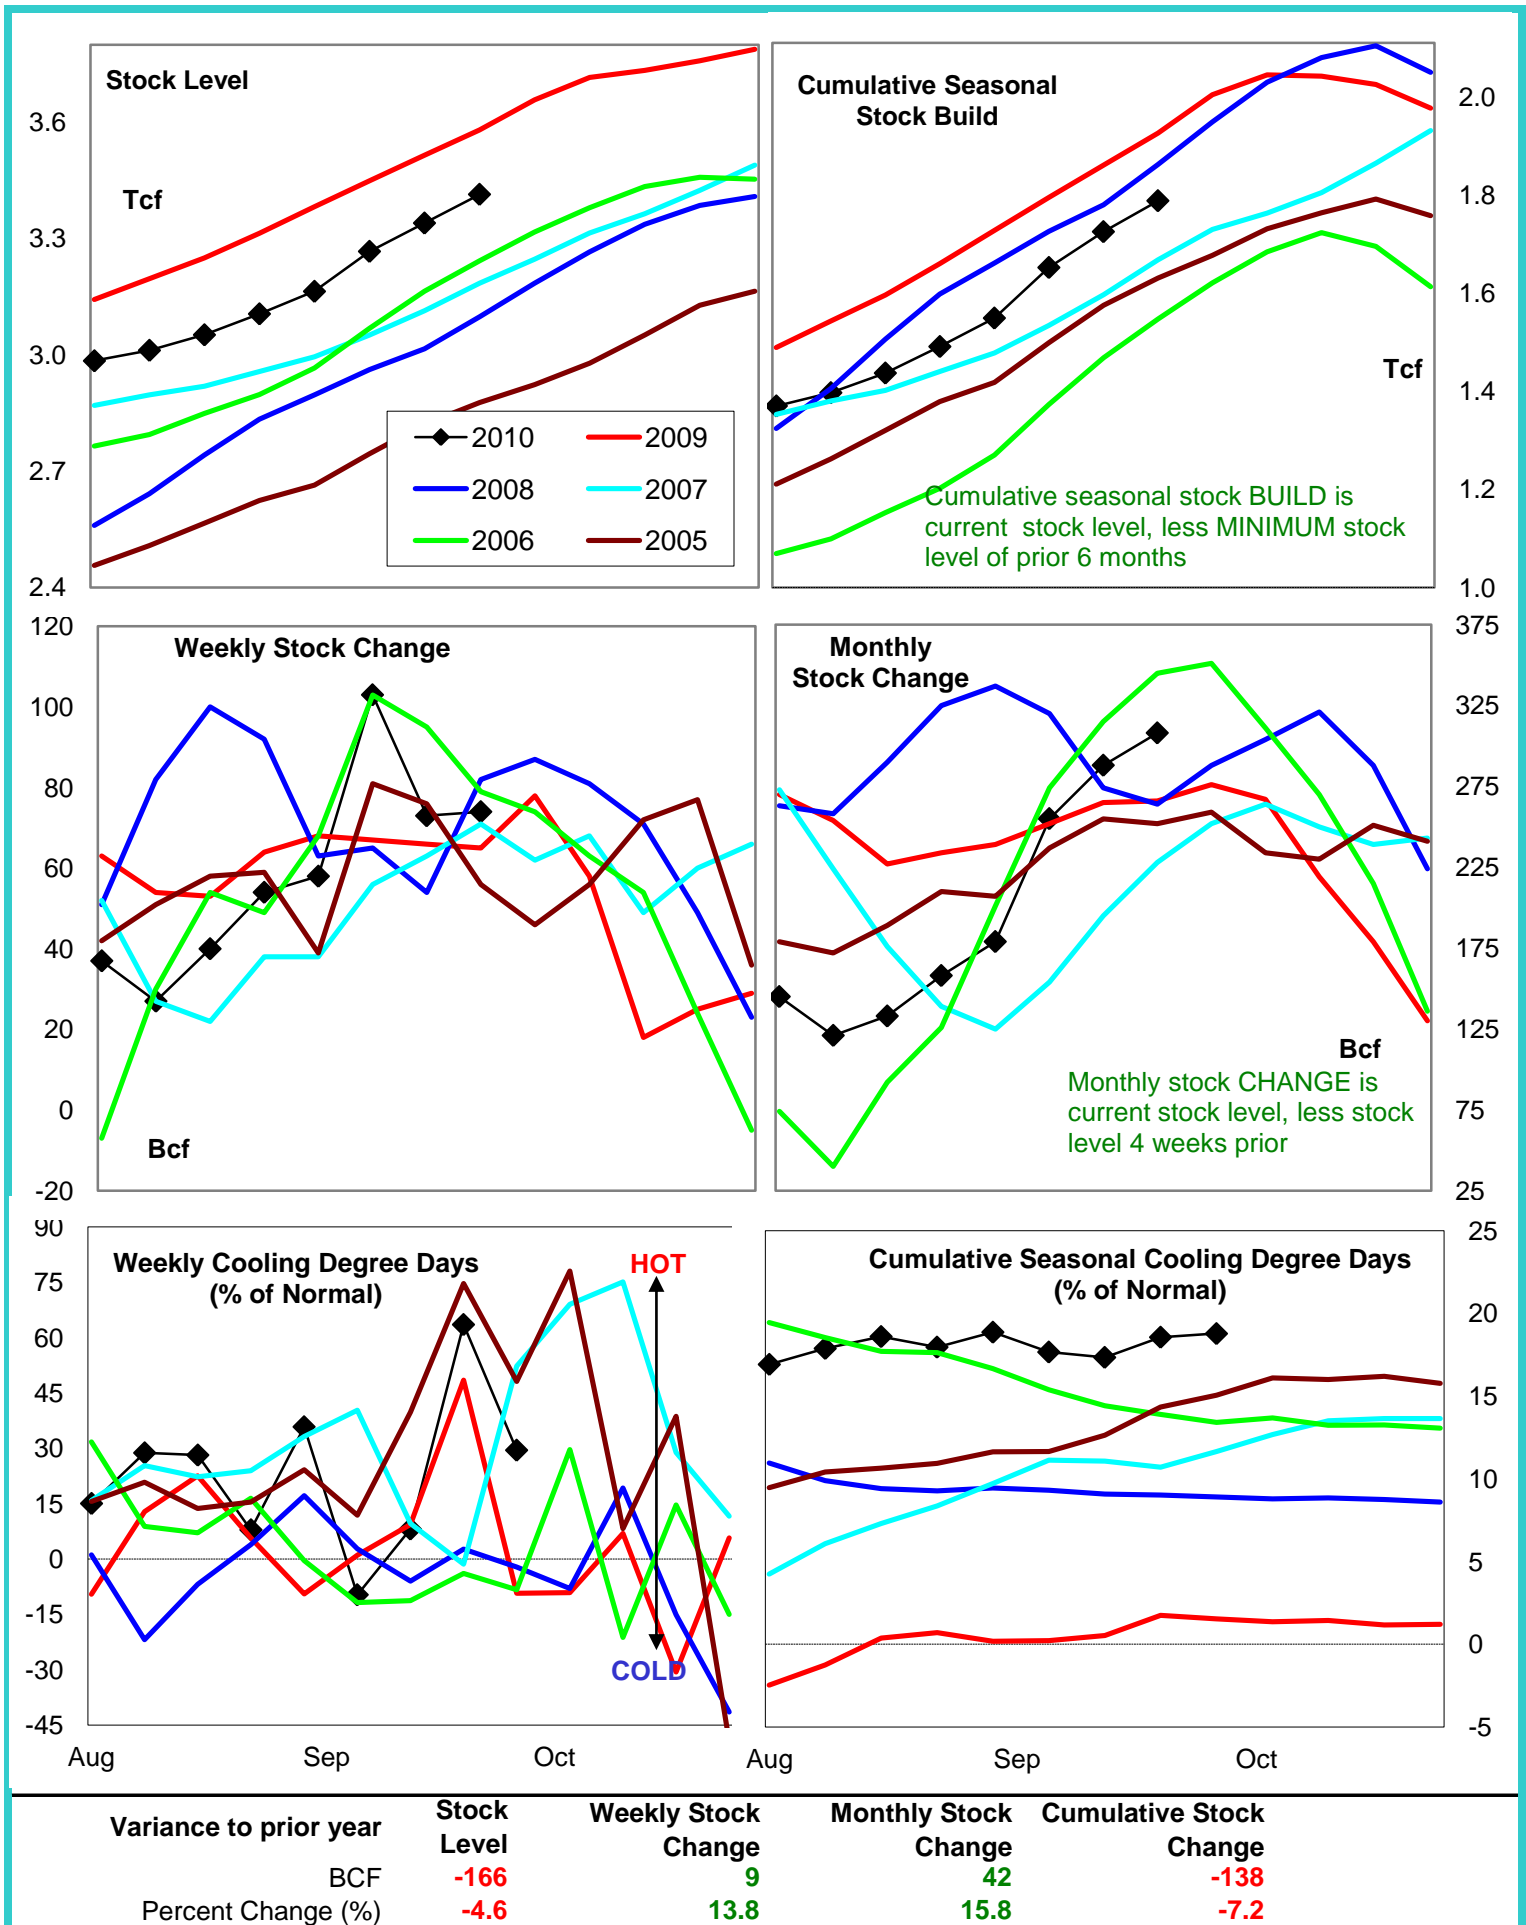 Stock Level
Tcf
3.6
3.3
3.0
2.7
2.4
2010
2009
2008
2007
2006
2005
Cumulative Seasonal
Stock Build
Tcf
2.0
1.8
1.6
1.4
1.2
1.0
Cumulative seasonal stock BUILD is
current stock level, less MINIMUM stock
level of prior 6 months
Weekly Stock Change
120
100
80
60
40
20
0
-20
Bcf
Monthly
Stock Change
375
325
275
225
175
125
75
25
Bcf
Monthly stock CHANGE is
current stock level, less stock
level 4 weeks prior
Weekly Cooling Degree Days
(% of Normal)
HOT
COLD
90
75
60
45
30
15
0
-15
-30
-45
Aug
Sep
Oct
Cumulative Seasonal Cooling Degree Days
(% of Normal)
25
20
15
10
5
0
-5
Aug
Sep
Oct
Variance to prior year
Stock
Level
Weekly Stock
Change
Monthly Stock
Change
Cumulative Stock
Change
BCF -166 9 42 -138
Percent Change (%) -4.6 13.8 15.8 -7.2